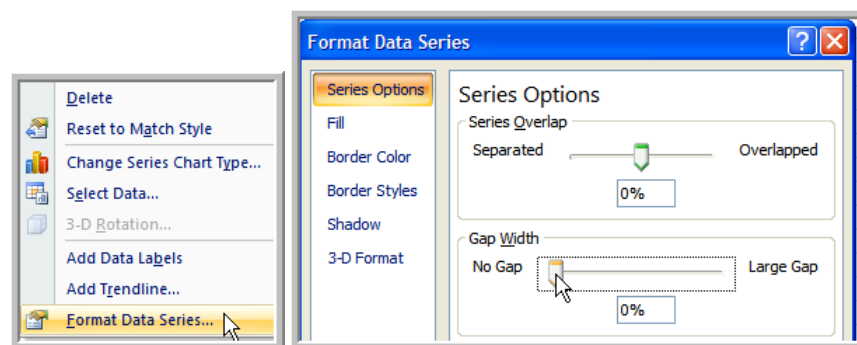 Delete
Reset to Match Style
Change Series Chart Type...
Select Data...
3-D Rotation...
Add Data Labels
Add Trendline...
Format Data Series...
Format Data Series
Series Options
Fill
Border Color
Border Styles
Shadow
3-D Format
Series Options
Series Overlap
Separated Overlapped
0%
Gap Width
No Gap Large Gap
0%